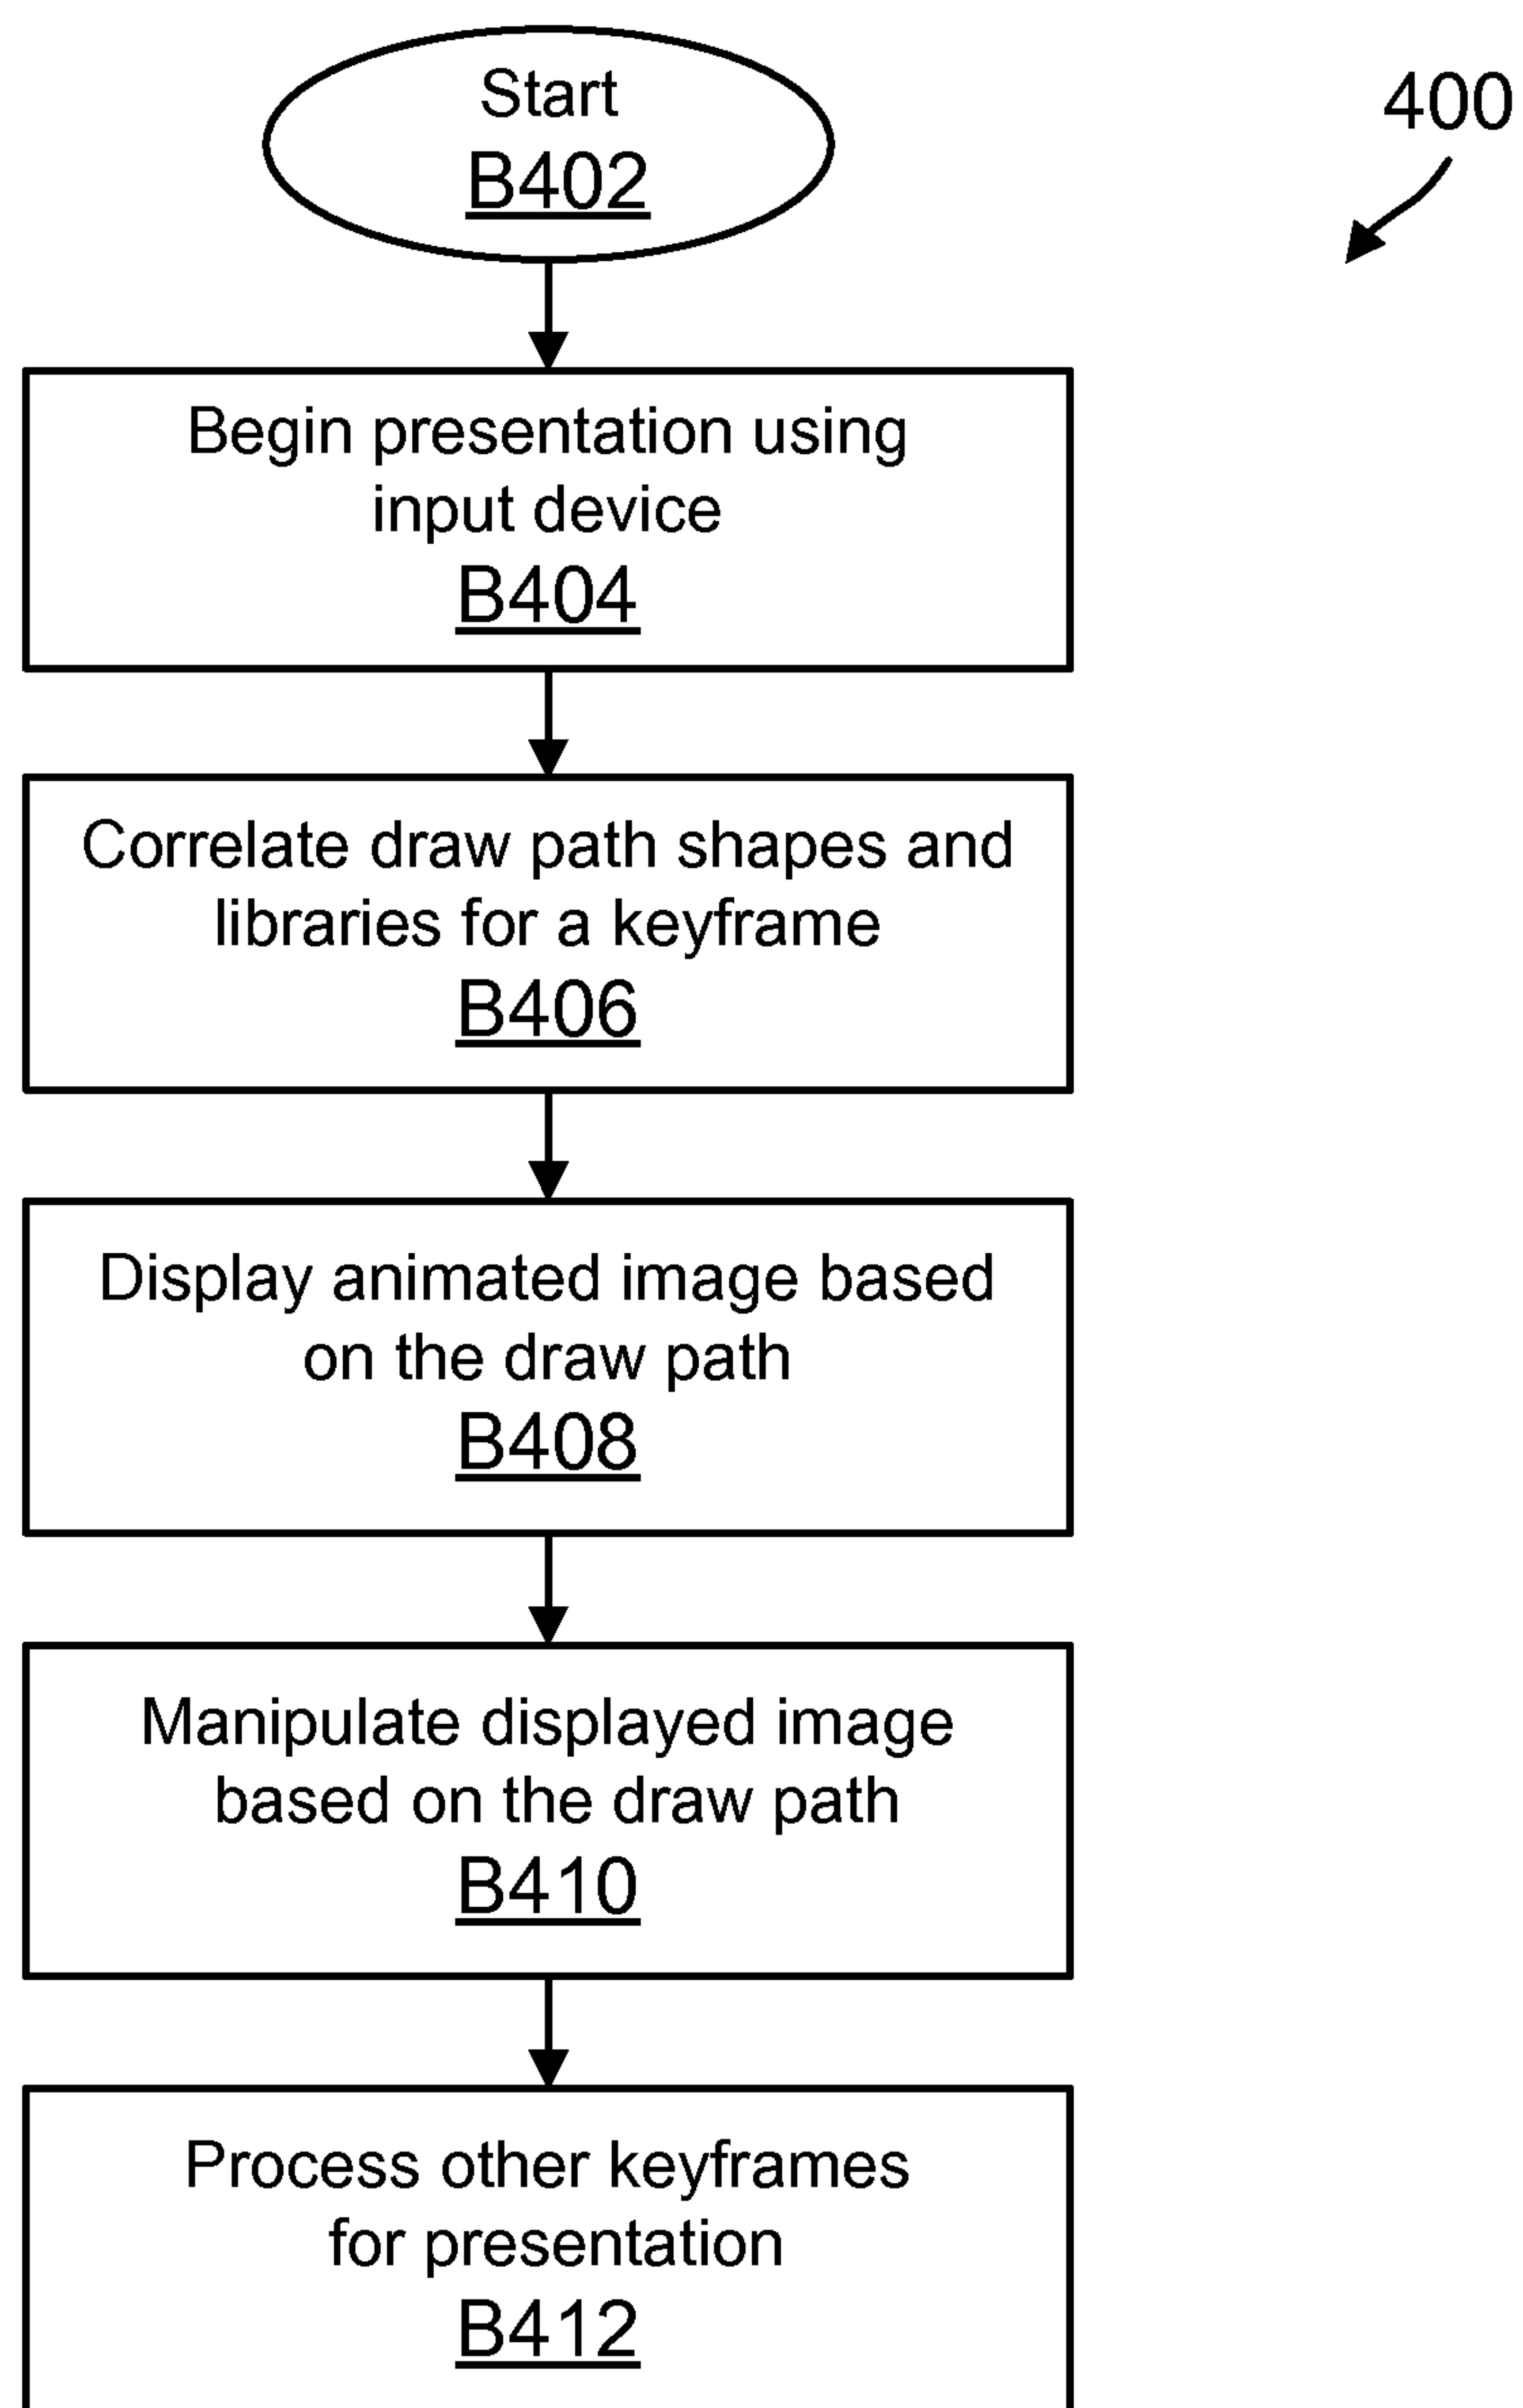 Start
B402
400
Begin presentation using
input device
B404
Correlate draw path shapes and
libraries for a keyframe
B406
Display animated image based
on the draw path
B408
Manipulate displayed image
based on the draw path
B410
Process other keyframes
for presentation
B412